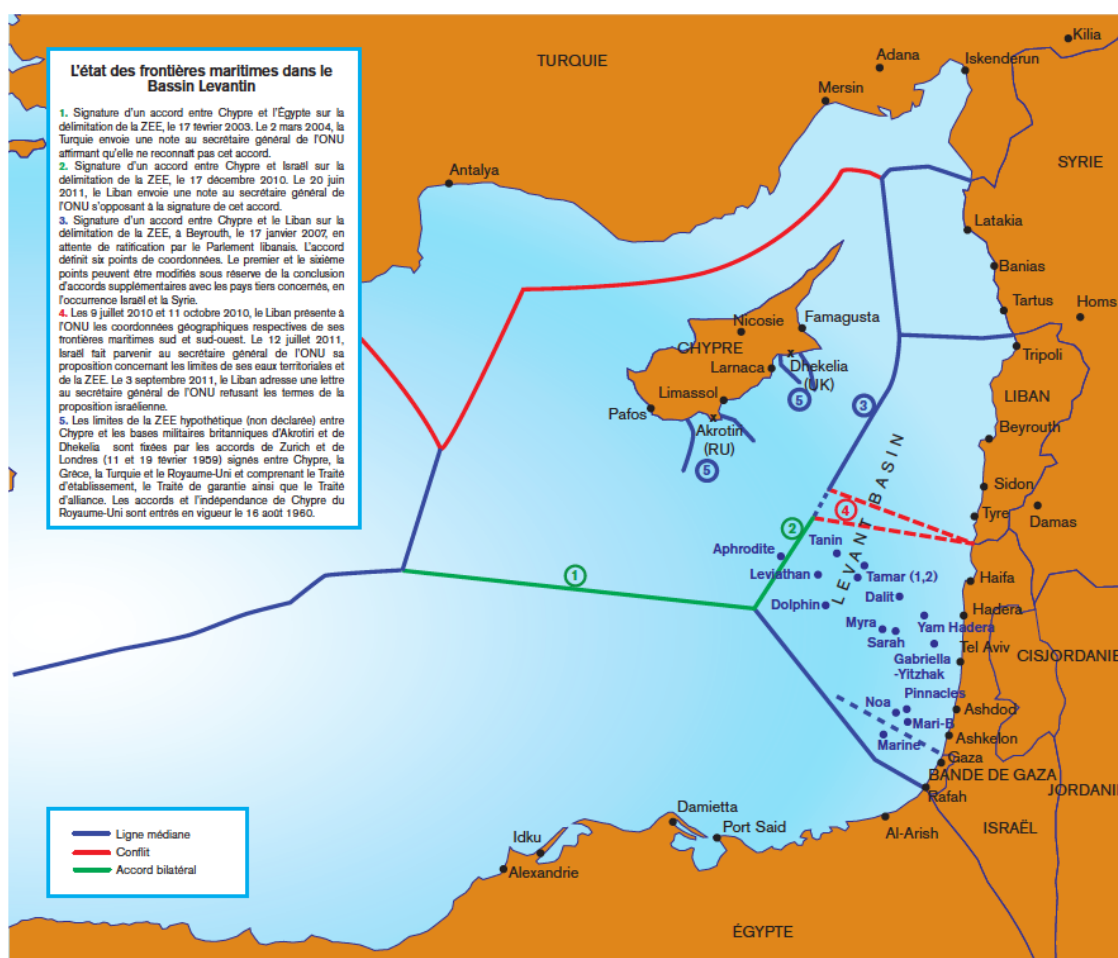 L'état des frontières maritimes dans le
Bassin Levantin
1. Signature d'un accord entre Chypre et l'Égypte sur la
délimitation de la ZEE, le 17 février 2003. Le 2 mars 2004, la
Turquie envoie une note au secrétaire général de l'ONU
affirmant qu'elle ne reconnaît pas cet accord.
2. Signature d'un accord entre Chypre et Israël sur la
délimitation de la ZEE, le 17 décembre 2010. Le 20 juin
2011, le Liban envoie une note au secrétaire général de
l'ONU s'opposant à la signature de cet accord.
3. Signature d'un accord entre Chypre et le Liban sur la
délimitation de la ZEE, à Beyrouth, le 17 janvier 2007, en
attente de ratification par le Parlement libanais. L'accord
définit six points de coordonnées. Le premier et le sixième
points peuvent être modifiés sous réserve de la conclusion
d'accords supplémentaires avec les pays tiers concernés, en
l'occurrence Israël et la Syrie.
4. Les 9 juillet 2010 et 11 octobre 2010, le Liban présente à
l'ONU les coordonnées géographiques respectives de ses
frontières maritimes sud et sud-ouest. Le 12 juillet 2011,
Israël fait parvenir au secrétaire général de l'ONU sa
proposition concernant les limites de ses eaux territoriales et
de la ZEE. Le 3 septembre 2011, le Liban adresse une lettre
au secrétaire général de l'ONU refusant les termes de la
proposition israélienne.
5. Les limites de la ZEE hypothétique (non déclarée) entre
Chypre et les bases militaires britanniques d'Akrotiri et de
Dhekelia sont fixées par les accords de Zurich et de
Londres (11 et 19 février 1959) signés entre Chypre, la
Grèce, la Turquie et le Royaume-Uni et comprenant le Traité
d'établissement, le Traité de garantie ainsi que le Traité
d'alliance. Les accords et l'indépendance de Chypre du
Royaume-Uni sont entrés en vigueur le 16 août 1960.
TURQUIE
Kilia
Adana
Iskenderun
Mersin
Antalya
SYRIE
Latakia
Banias
Tartus
Homs
Nicosie
Famagusta
CHYPRE
Tripoli
Larnaca
Dhekelia
(UK)
Limassol
LIBAN
Pafos
Akrotin
(RU)
5
5
3
Beyrouth
LEVANT BASIN
Sidon
Tyre
Damas
4
2
1
Aphrodite
Tanin
Leviathan
Tamar (1,2)
Haifa
Dolphin
Dalit
Hadera
Myra
Yam Hadera
Sarah
Tel Aviv
CISJORDANIE
Gabriella
-Yitzhak
Pinnacles
Noa
Ashdod
Mari-B
Marine
Ashkelon
Gaza
BANDE DE GAZA
Rafah
JORDANIE
ISRAËL
Al-Arish
Damietta
Port Said
Idku
Alexandrie
ÉGYPTE
Ligne médiane
Conflit
Accord bilatéral